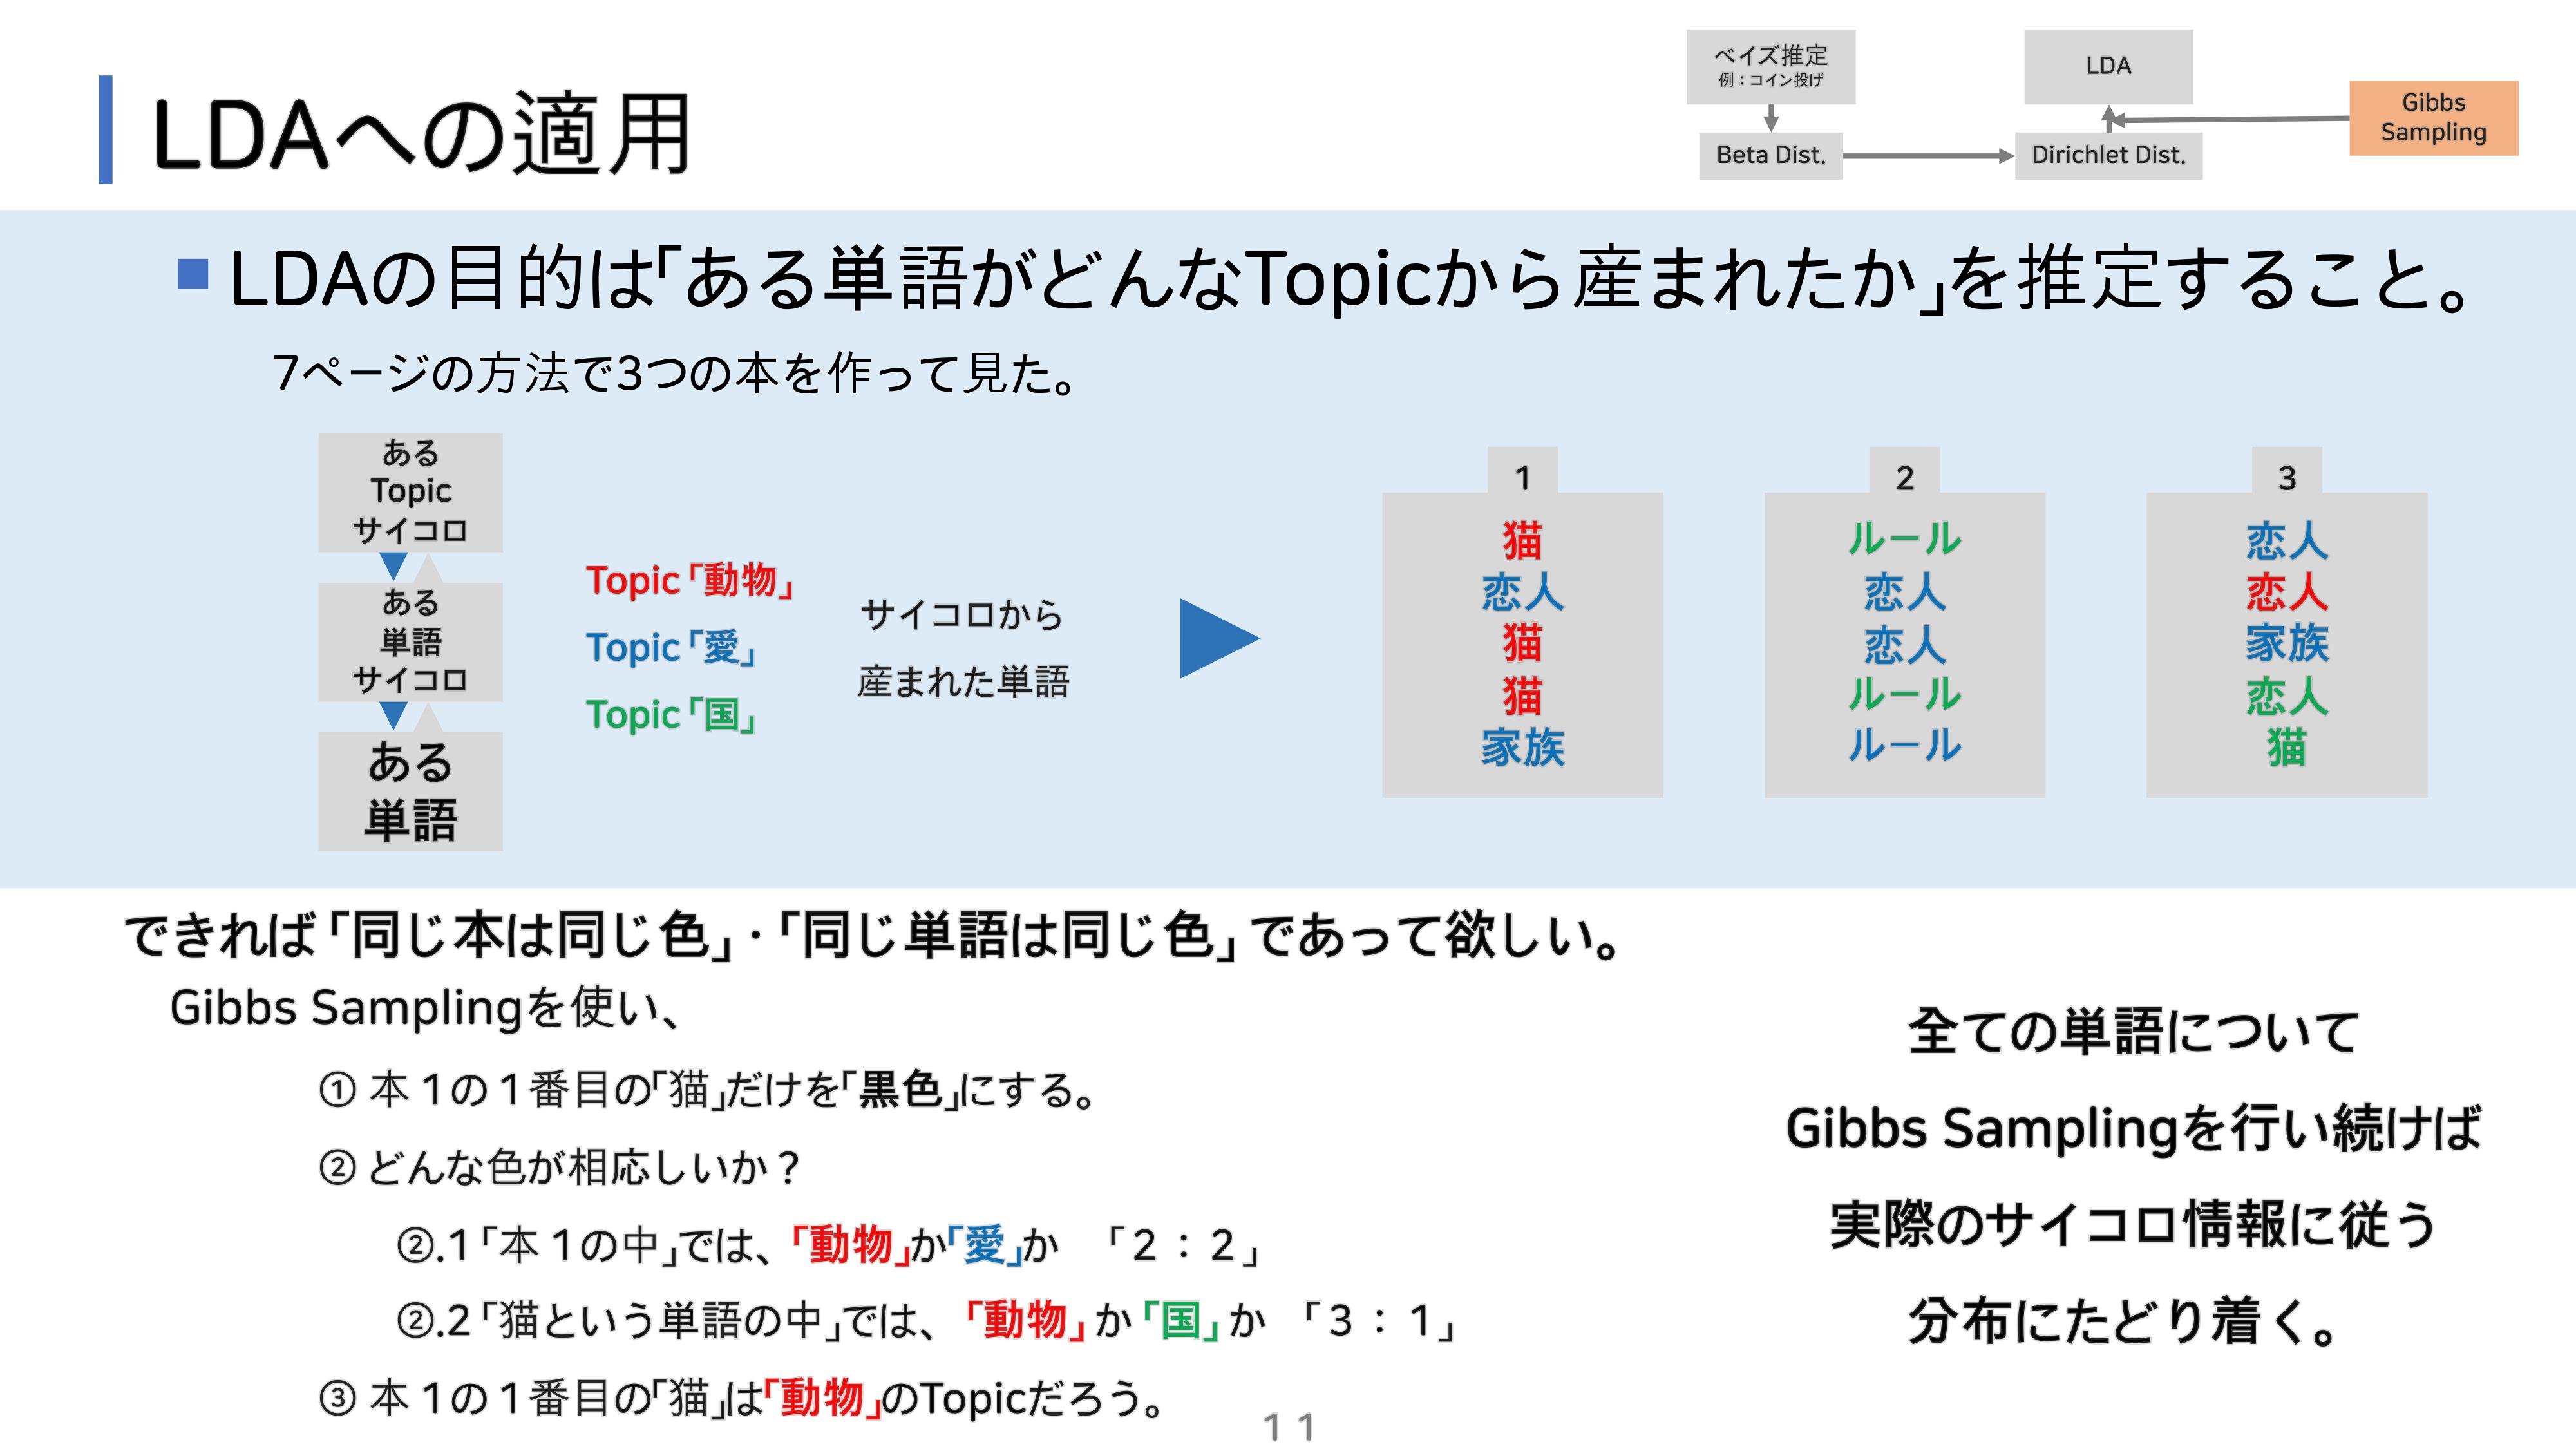 LDAへの適用
ベイズ推定
例：コイン投げ
Beta Dist.
LDA
Dirichlet Dist.
Gibbs
Sampling
LDAの目的は「ある単語がどんなTopicから産まれたか」を推定すること。
7ページの方法で3つの本を作って見た。
ある
Topic
サイコロ
ある
単語
サイコロ
ある
単語
Topic「動物」
Topic「愛」
Topic「国」
サイコロから
産まれた単語
1
猫
恋人
猫
猫
家族
2
ルール
恋人
恋人
ルール
ルール
3
恋人
恋人
家族
恋人
猫
できれば「同じ本は同じ色」・「同じ単語は同じ色」であって欲しい。
Gibbs Samplingを使い、
① 本１の１番目の「猫」だけを「黒色」にする。
② どんな色が相応しいか？
②.1「本１の中」では、「動物」か「愛」か 「２：２」
②.2「猫という単語の中」では、「動物」か「国」か 「３：１」
③ 本１の１番目の「猫」は「動物」のTopicだろう。
全ての単語について
Gibbs Samplingを行い続けば
実際のサイコロ情報に従う
分布にたどり着く。
１１